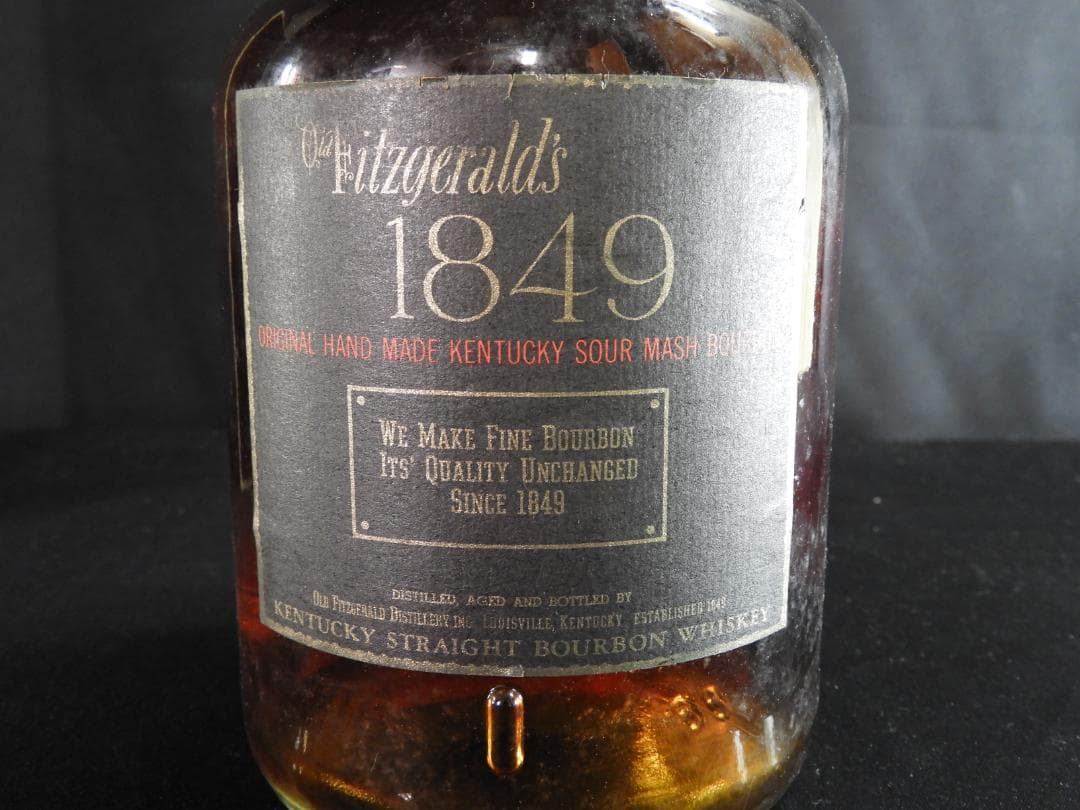 Old Fitzgerald's
1849
ORIGINAL HAND MADE KENTUCKY SOUR MASH BOURBON
WE MAKE FINE BOURBON
ITS' QUALITY UNCHANGED
SINCE 1849
DISTILLED, AGED AND BOTTLED BY
OLD FITZGERALD DISTILLERY INC. LOUISVILLE, KENTUCKY, ESTABLISHED 1849
KENTUCKY STRAIGHT BOURBON WHISKEY